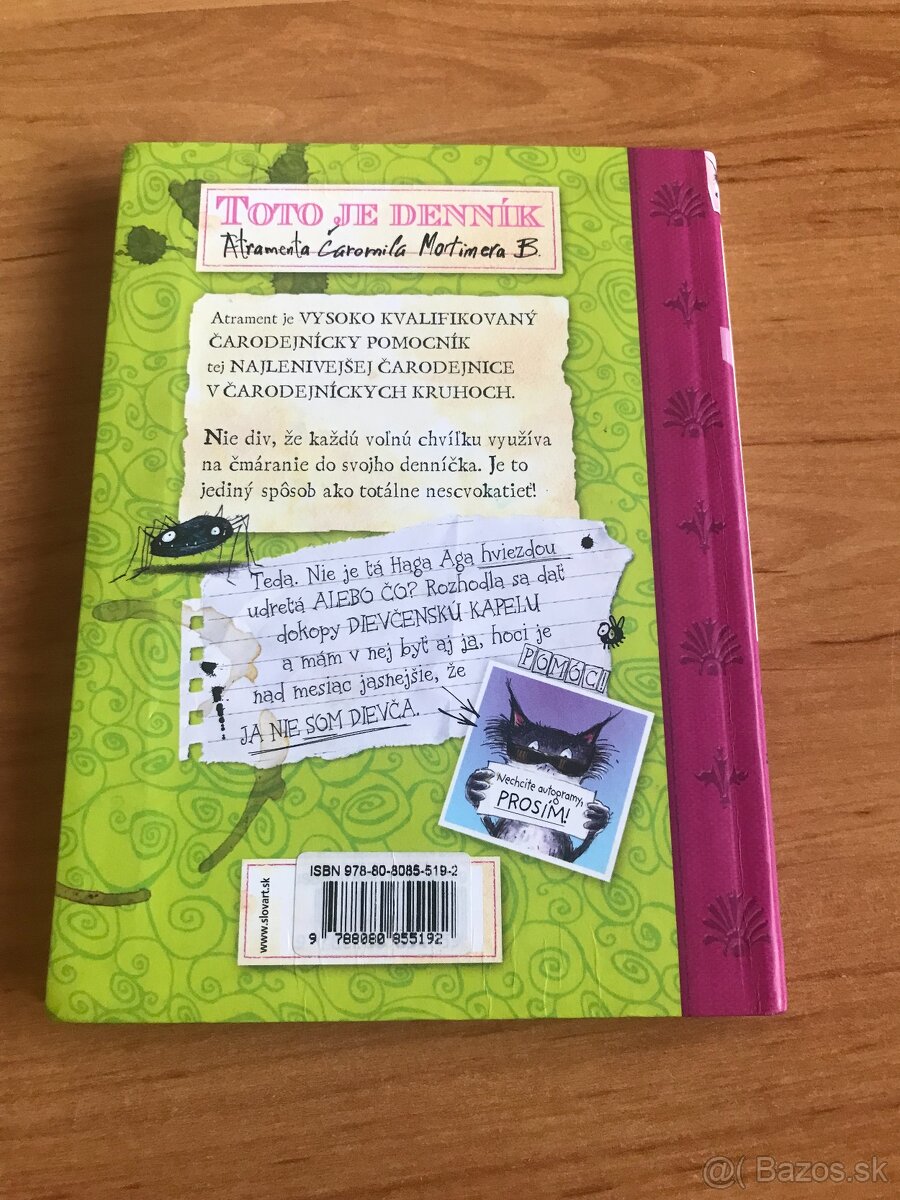 TOTO JE DENNÍK
Atramenta Čaromila Mortimera B.
Atrament je VYSOKO KVALIFIKOVANÝ
ČARODEJNÍCKY POMOCNÍK
tej NAJLENIVEJŠEJ ČARODEJNICE
V ČARODEJNÍCKYCH KRUHOCH.
Nie div, že každú voľnú chvíľku využíva
na čmáranie do svojho denníčka. Je to
jediný spôsob ako totálne nescvokatieť!
Teda. Nie je tá Haga Aga hviezdou
udretá ALEBO ČO? Rozhodla sa dať
dokopy DIEVČENSKÚ KAPELU
a mám v nej byť aj ja, hoci je
nad mesiac jasnejšie, že
JA NIE SOM DIEVČA.
POMÓC!
Nechcite autogramy,
PROSÍM!
www.slovart.sk
ISBN 978-80-8085-519-2
9 788080 855192
@( Bazos.sk